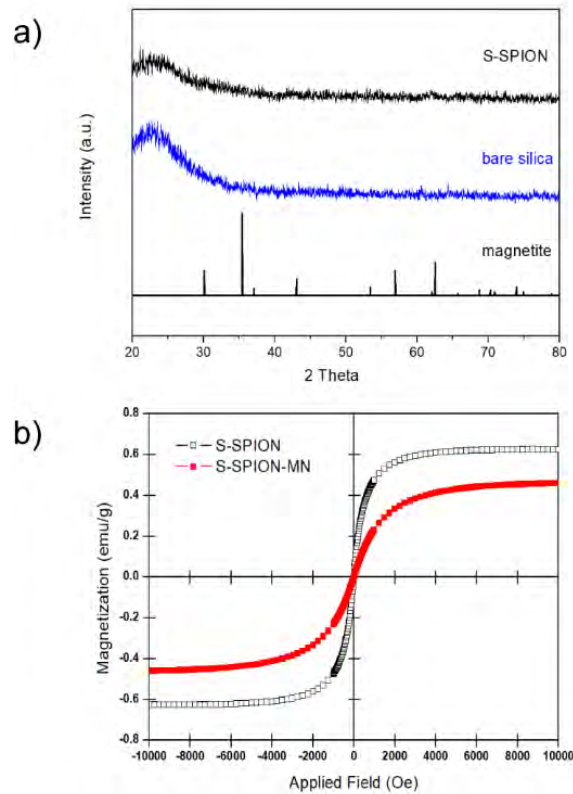 a)
S-SPION
bare silica
magnetite
Intensity (a.u.)
20 30 40 50 60 70 80
2 Theta
b)
S-SPION
S-SPION-MN
0.8
0.6
0.4
0.2
0.0
-0.2
-0.4
-0.6
-0.8
Magnetization (emu/g)
-10000 -8000 -6000 -4000 -2000 0 2000 4000 6000 8000 10000
Applied Field (Oe)